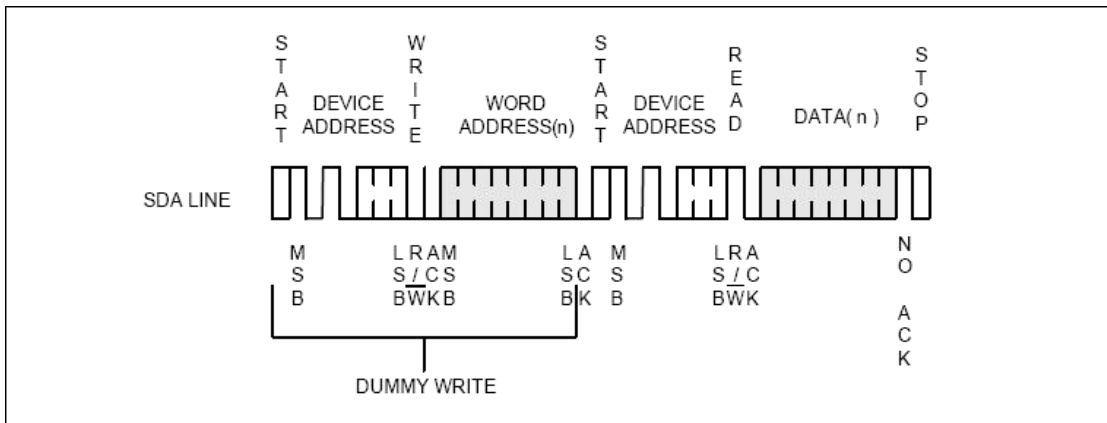 START
WRITE
START
READ
STOP
DEVICE
ADDRESS
WORD
ADDRESS(n)
DEVICE
ADDRESS
DATA( n )
SDA LINE
MSB
LSB
R/W
ACK
MSB
LSB
ACK
MSB
LSB
R/W
ACK
NO ACK
DUMMY WRITE